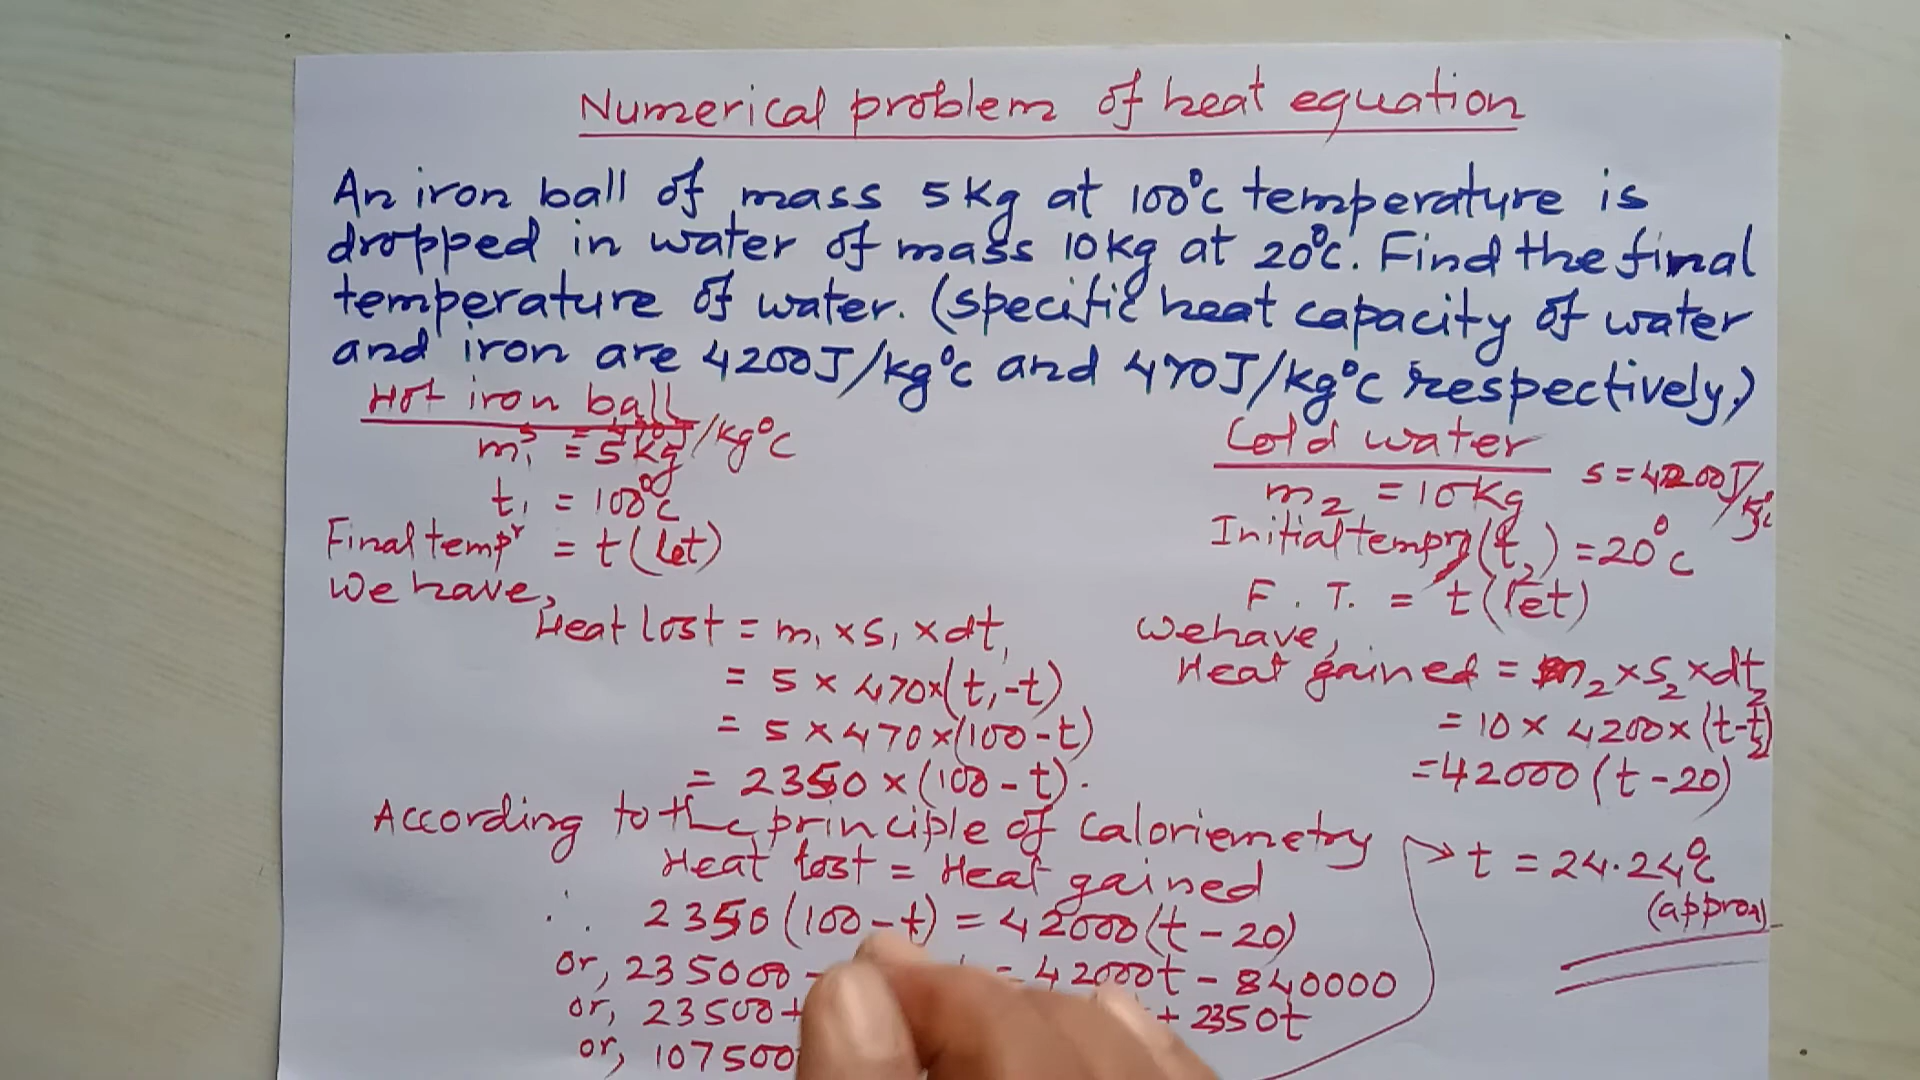 Numerical problem of heat equation
An iron ball of mass 5kg at 100°c temperature is
dropped in water of mass 10kg at 20°c. Find the final
temperature of water. (specific heat capacity of water
and iron are 4200J/kg°c and 470J/kg°c respectively.)
Hot iron ball
s = 470J/kg°C
m₁ = 5kg
t₁ = 100°c
Final tempʳ = t (let)
We have,
Heat lost = m₁ × s₁ × dt₁
= 5 × 470 × (t₁ - t)
= 5 × 470 × (100 - t)
= 2350 × (100 - t).
Cold water
s = 4200J/kg°c
m₂ = 10kg
Initial (t₂) = 20°c
F. T. = t (let)
We have,
Heat gained = m₂ × s₂ × dt₂
= 10 × 4200 × (t - t₂)
= 42000 (t - 20)
According to the principle of caloriemetry
Heat lost = Heat gained
∴ 2350 (100 - t) = 42000 (t - 20)
or, 235000 - t = 42000t - 840000
or, 23500 + + 2350t
or, 107500
→ t = 24.24°c
(approx)